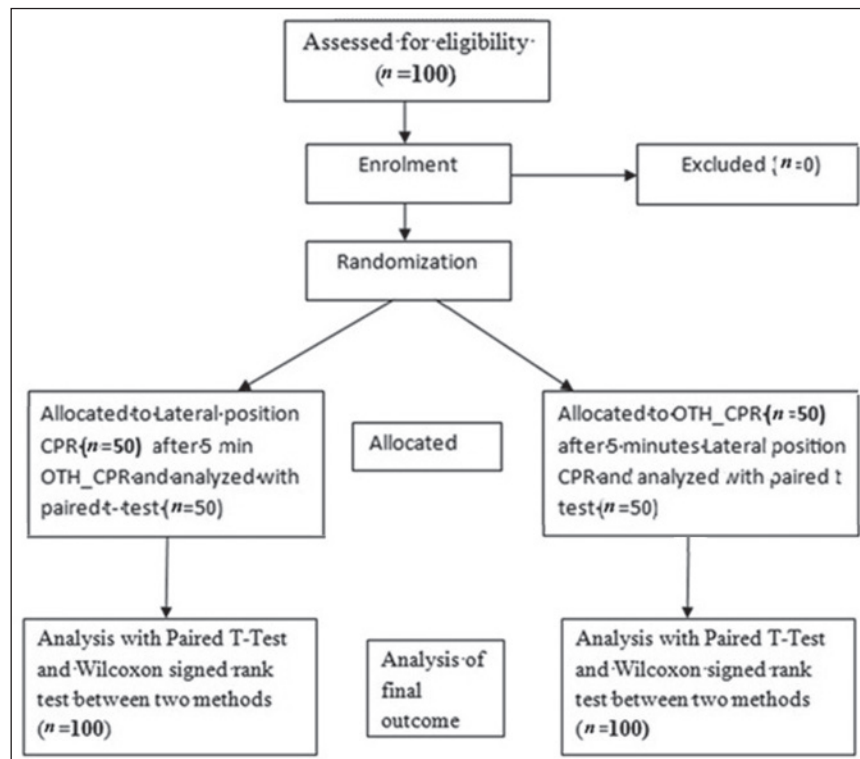 Assessed·for·eligibility·
(n=100)
Enrolment
Excluded (n=0)
Randomization
Allocated·to·Lateral·position
CPR·(n=50) after·5 min
OTH_CPR·and·analyzed·with
paired·t-·test·(n=50)
Allocated
Allocated·to·OTH_CPR·(n=50)
after·5·minutes·Lateral position
CPR·and analyzed with paired t
test·(n=50)
Analysis with Paired T-Test
and·Wilcoxon signed·rank
test between two methods
(n=100)
Analysis·of
final
outcome
Analysis with Paired T-Test
and·Wilcoxon·signed·rank
test between two methods
(n=100)